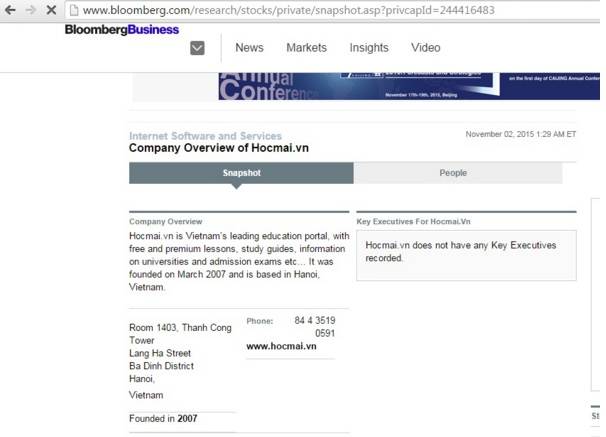 www.bloomberg.com/research/stocks/private/snapshot.asp?privcapId=244416483
BloombergBusiness
News Markets Insights Video
Annual
Conference
November 17th-19th, 2015, Beijing
on the first day of CAIJING Annual Conference
Internet Software and Services
November 02, 2015 1:29 AM ET
Company Overview of Hocmai.vn
Snapshot People
Company Overview
Hocmai.vn is Vietnam's leading education portal, with
free and premium lessons, study guides, information
on universities and admission exams etc... It was
founded on March 2007 and is based in Hanoi,
Vietnam.
Key Executives For Hocmai.Vn
Hocmai.vn does not have any Key Executives
recorded.
Room 1403, Thanh Cong
Tower
Lang Ha Street
Ba Dinh District
Hanoi,
Vietnam
Phone: 84 4 3519
0591
www.hocmai.vn
Founded in 2007